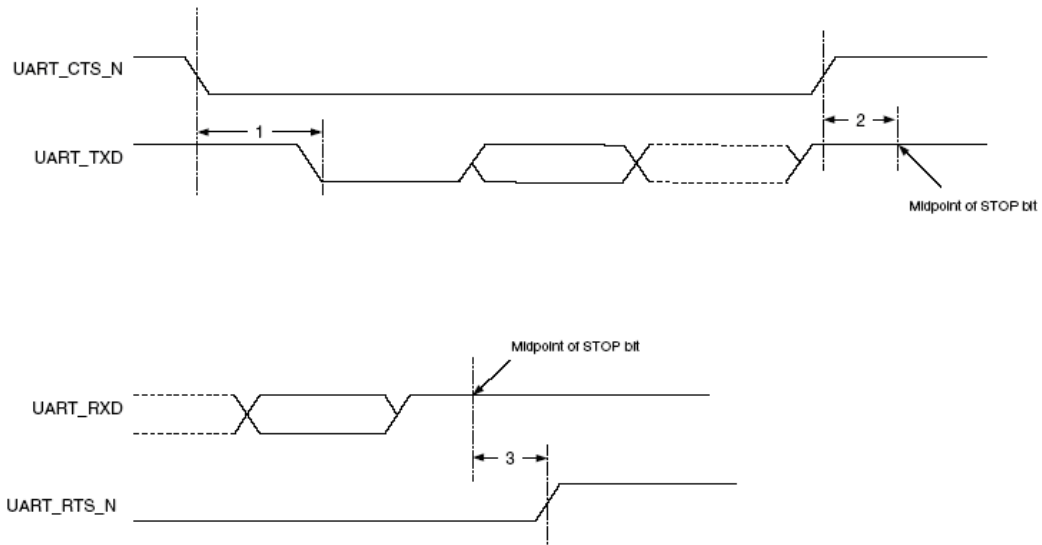 UART_CTS_N
1
2
UART_TXD
Midpoint of STOP bit
Midpoint of STOP bit
UART_RXD
3
UART_RTS_N